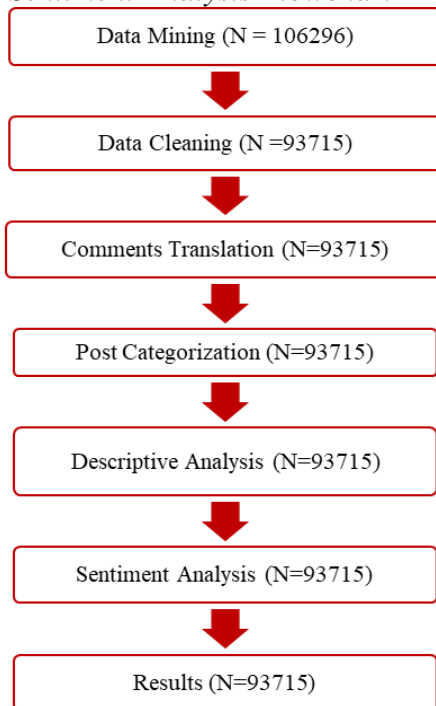 Data Mining (N = 106296)
Data Cleaning (N =93715)
Comments Translation (N=93715)
Post Categorization (N=93715)
Descriptive Analysis (N=93715)
Sentiment Analysis (N=93715)
Results (N=93715)